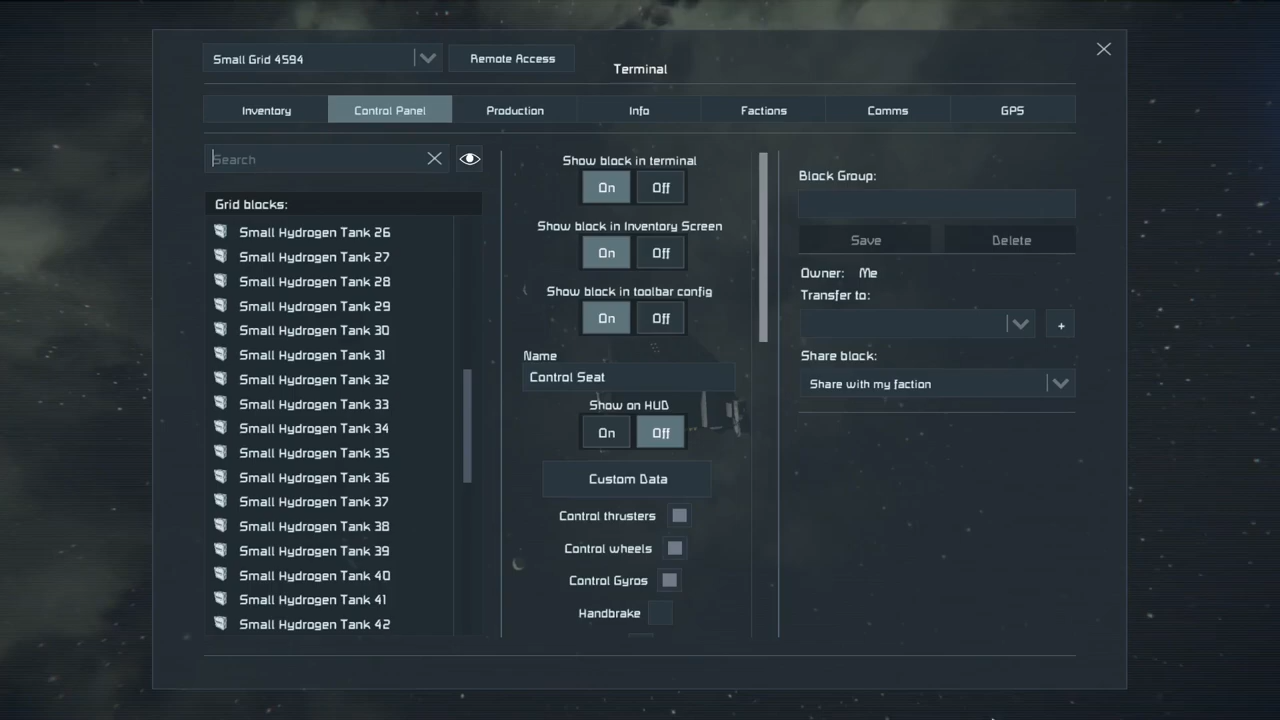 Small Grid 4594
Remote Access
Terminal
Inventory
Control Panel
Production
Info
Factions
Comms
GPS
Search
Grid blocks:
Small Hydrogen Tank 26
Small Hydrogen Tank 27
Small Hydrogen Tank 28
Small Hydrogen Tank 29
Small Hydrogen Tank 30
Small Hydrogen Tank 31
Small Hydrogen Tank 32
Small Hydrogen Tank 33
Small Hydrogen Tank 34
Small Hydrogen Tank 35
Small Hydrogen Tank 36
Small Hydrogen Tank 37
Small Hydrogen Tank 38
Small Hydrogen Tank 39
Small Hydrogen Tank 40
Small Hydrogen Tank 41
Small Hydrogen Tank 42
Show block in terminal
On Off
Show block in Inventory Screen
On Off
Show block in toolbar config
On Off
Name
Control Seat
Show on HUD
On Off
Custom Data
Control thrusters
Control wheels
Control Gyros
Handbrake
Block Group:
Save
Delete
Owner: Me
Transfer to:
+
Share block:
Share with my faction